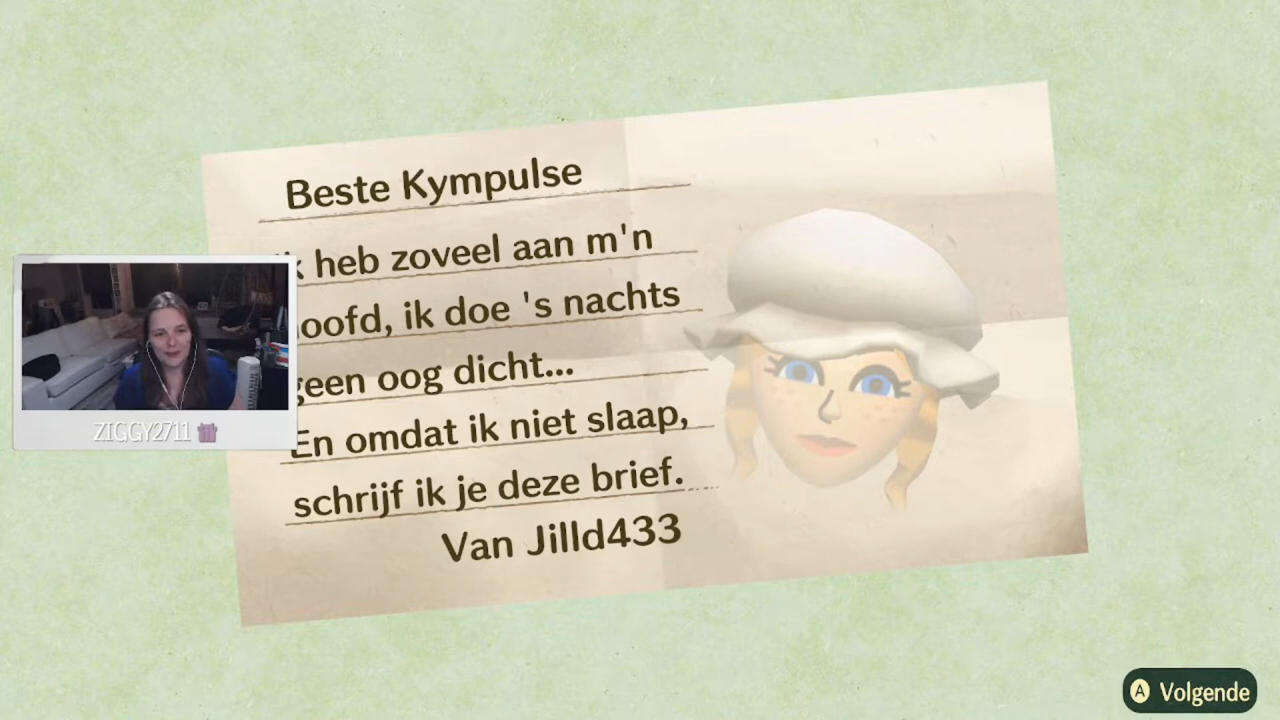 Beste Kympulse
k heb zoveel aan m'n
oofd, ik doe 's nachts
geen oog dicht...
En omdat ik niet slaap,
schrijf ik je deze brief.
Van Jilld433
ZIGGY2711
A Volgende